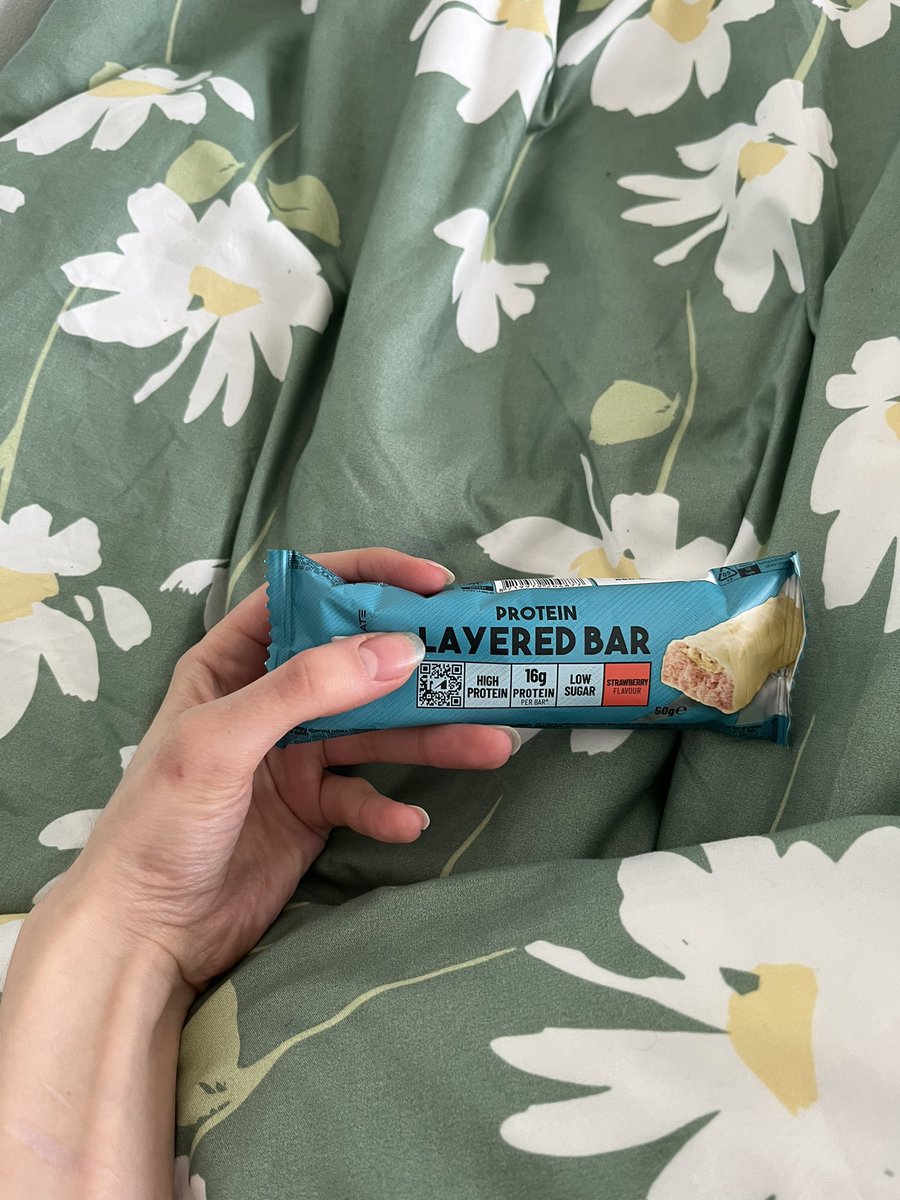 PROTEIN
LAYERED BAR
HIGH
PROTEIN
16g
PROTEIN
PER BAR*
LOW
SUGAR
STRAWBERRY
FLAVOUR
60g℮